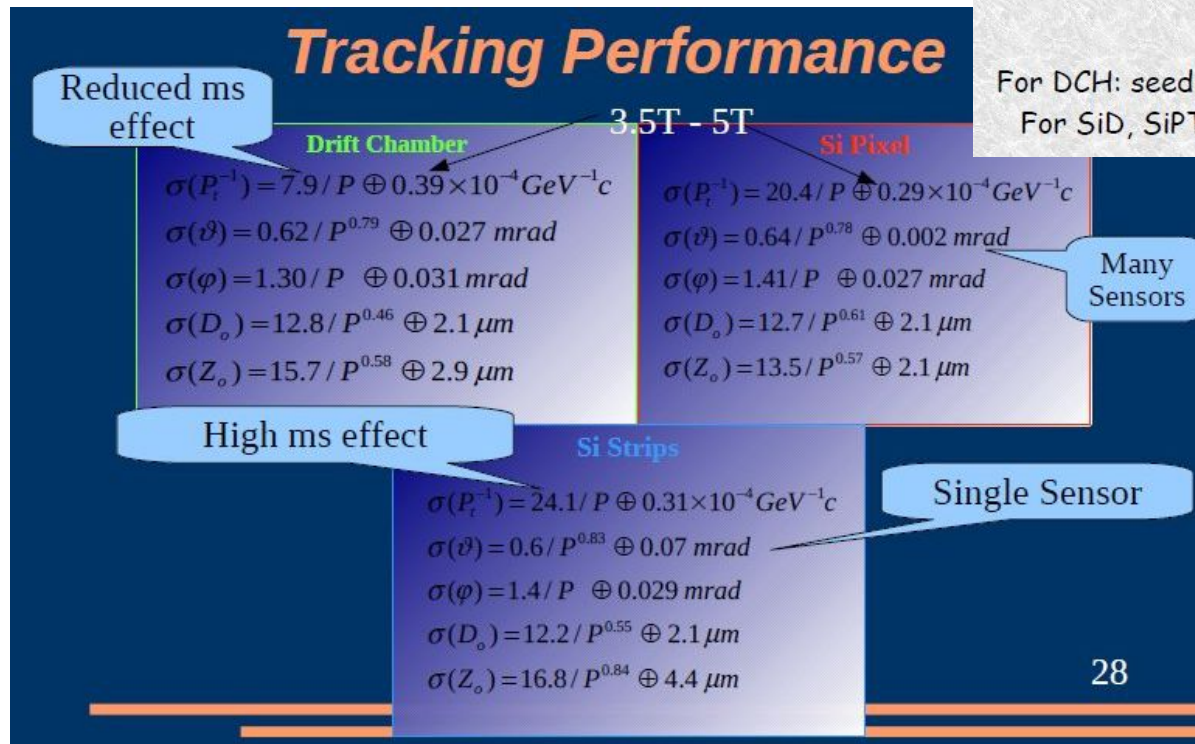 Tracking Performance
For DCH: seed
For SiD, SiPT
Reduced ms
effect
3.5T - 5T
Drift Chamber
σ(P_t^{-1}) = 7.9 / P ⊕ 0.39×10^{-4} GeV^{-1}c
σ(ϑ) = 0.62 / P^{0.79} ⊕ 0.027 mrad
σ(φ) = 1.30 / P ⊕ 0.031 mrad
σ(D_o) = 12.8 / P^{0.46} ⊕ 2.1 μm
σ(Z_o) = 15.7 / P^{0.58} ⊕ 2.9 μm
Si Pixel
σ(P_t^{-1}) = 20.4 / P ⊕ 0.29×10^{-4} GeV^{-1}c
σ(ϑ) = 0.64 / P^{0.78} ⊕ 0.002 mrad
σ(φ) = 1.41 / P ⊕ 0.027 mrad
σ(D_o) = 12.7 / P^{0.61} ⊕ 2.1 μm
σ(Z_o) = 13.5 / P^{0.57} ⊕ 2.1 μm
Many
Sensors
High ms effect
Si Strips
σ(P_t^{-1}) = 24.1 / P ⊕ 0.31×10^{-4} GeV^{-1}c
σ(ϑ) = 0.6 / P^{0.83} ⊕ 0.07 mrad
σ(φ) = 1.4 / P ⊕ 0.029 mrad
σ(D_o) = 12.2 / P^{0.55} ⊕ 2.1 μm
σ(Z_o) = 16.8 / P^{0.84} ⊕ 4.4 μm
Single Sensor
28